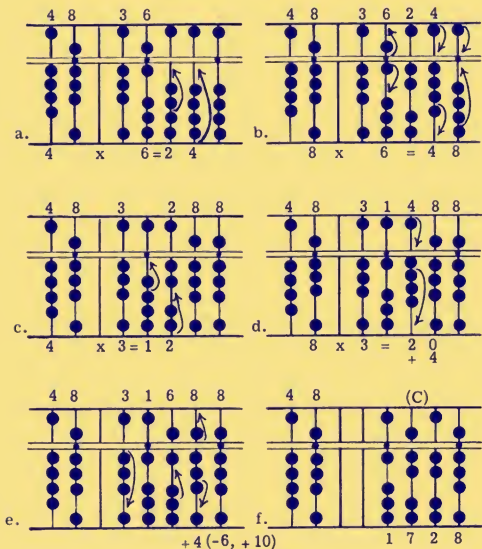 4 8 3 6
4 8 3 6 2 4
a.
b.
4 x 6 = 2 4
8 x 6 = 4 8
4 8 3 1 2 8 8
4 8 3 1 4 8 8
c.
d.
4 x 3 = 1 2
8 x 3 = 2 0
+ 4
4 8 3 1 6 8 8
4 8 (C)
e.
f.
+ 4 (-6, + 10)
1 7 2 8